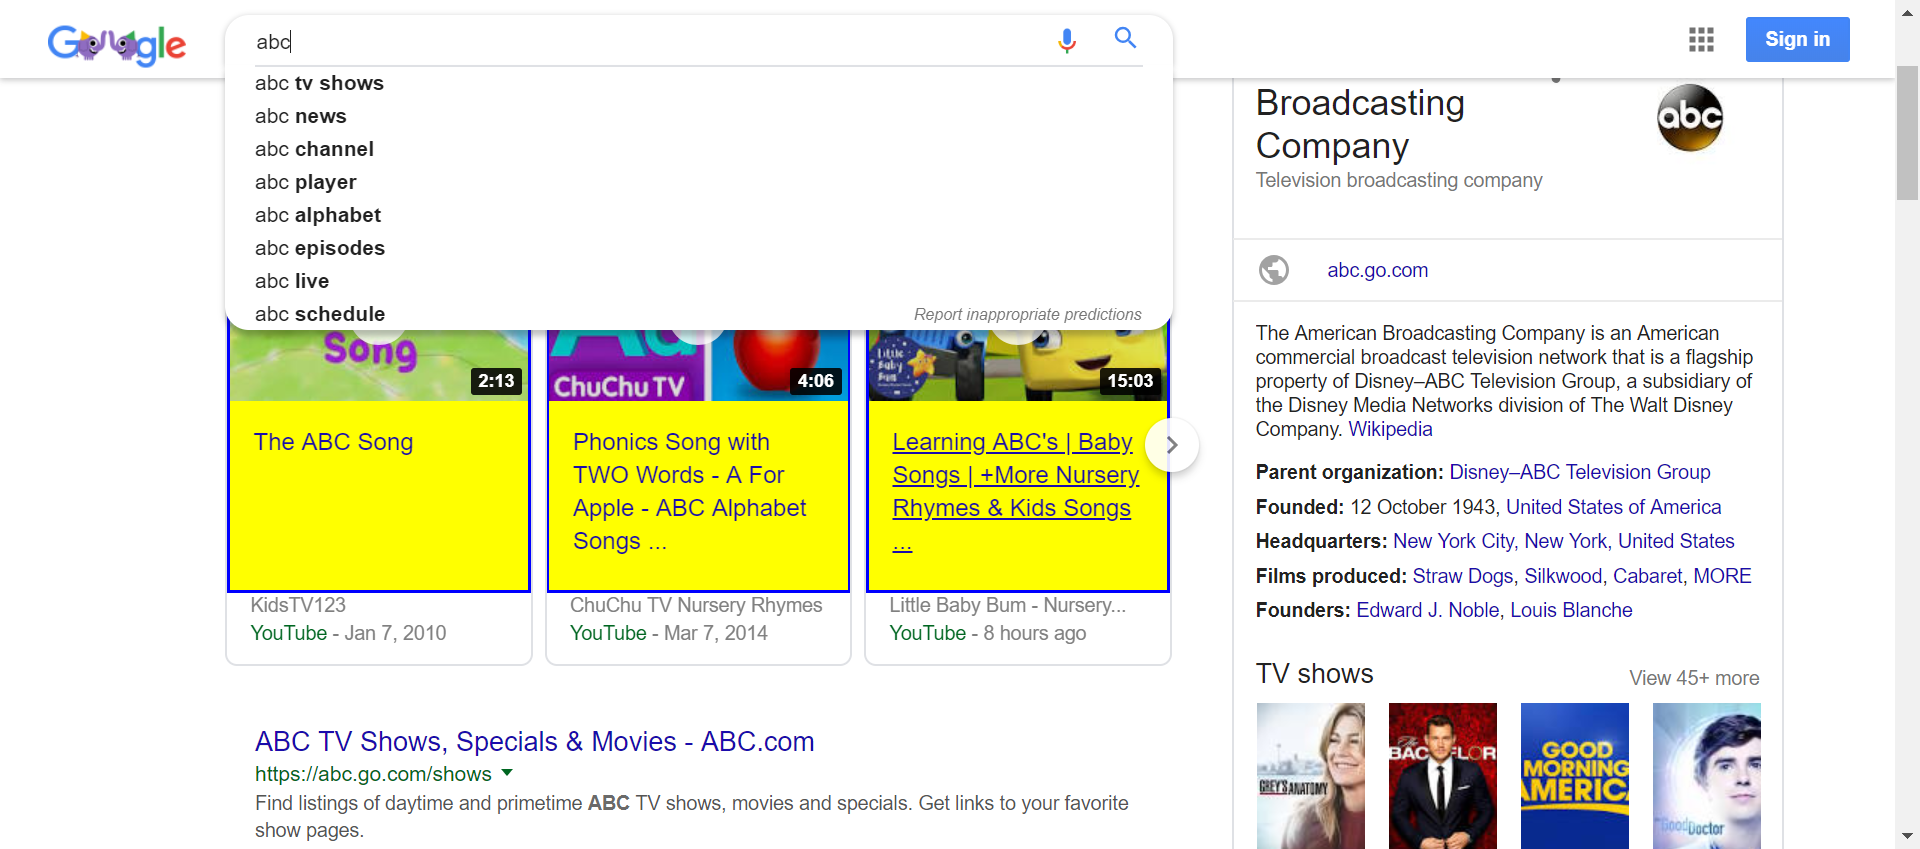 Google
abc
Sign in
abc tv shows
abc news
abc channel
abc player
abc alphabet
abc episodes
abc live
abc schedule
Report inappropriate predictions
Song
2:13
ChuChu TV
4:06
Little
Baby
Bum
15:03
The ABC Song
KidsTV123
YouTube - Jan 7, 2010
Phonics Song with
TWO Words - A For
Apple - ABC Alphabet
Songs ...
ChuChu TV Nursery Rhymes
YouTube - Mar 7, 2014
Learning ABC's | Baby
Songs | +More Nursery
Rhymes & Kids Songs
...
Little Baby Bum - Nursery...
YouTube - 8 hours ago
ABC TV Shows, Specials & Movies - ABC.com
https://abc.go.com/shows
Find listings of daytime and primetime ABC TV shows, movies and specials. Get links to your favorite
show pages.
Broadcasting
Company
abc
Television broadcasting company
abc.go.com
The American Broadcasting Company is an American
commercial broadcast television network that is a flagship
property of Disney–ABC Television Group, a subsidiary of
the Disney Media Networks division of The Walt Disney
Company. Wikipedia
Parent organization: Disney–ABC Television Group
Founded: 12 October 1943, United States of America
Headquarters: New York City, New York, United States
Films produced: Straw Dogs, Silkwood, Cabaret, MORE
Founders: Edward J. Noble, Louis Blanche
TV shows
View 45+ more
GREY'S ANATOMY
The
BACHELOR
GOOD
MORNING
AMERICA
the GoodDoctor